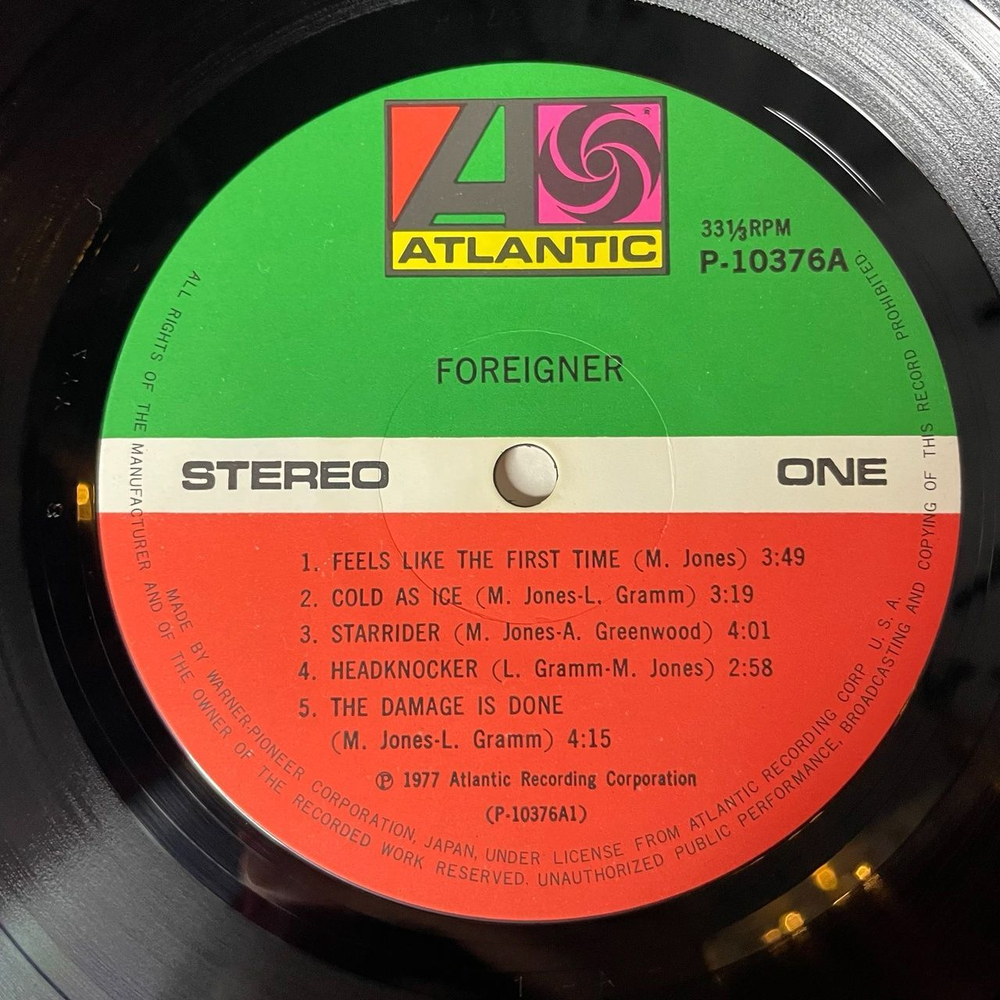 ATLANTIC
®
33⅓RPM
P-10376A
FOREIGNER
STEREO
ONE
1. FEELS LIKE THE FIRST TIME (M. Jones) 3:49
2. COLD AS ICE (M. Jones-L. Gramm) 3:19
3. STARRIDER (M. Jones-A. Greenwood) 4:01
4. HEADKNOCKER (L. Gramm-M. Jones) 2:58
5. THE DAMAGE IS DONE
(M. Jones-L. Gramm) 4:15
℗ 1977 Atlantic Recording Corporation
(P-10376A1)
MADE BY WARNER-PIONEER CORPORATION, JAPAN, UNDER LICENSE FROM ATLANTIC RECORDING CORP U. S. A.
ALL RIGHTS OF THE MANUFACTURER AND OF THE OWNER OF THE RECORDED WORK RESERVED. UNAUTHORIZED PUBLIC PERFORMANCE, BROADCASTING AND COPYING OF THIS RECORD PROHIBITED.